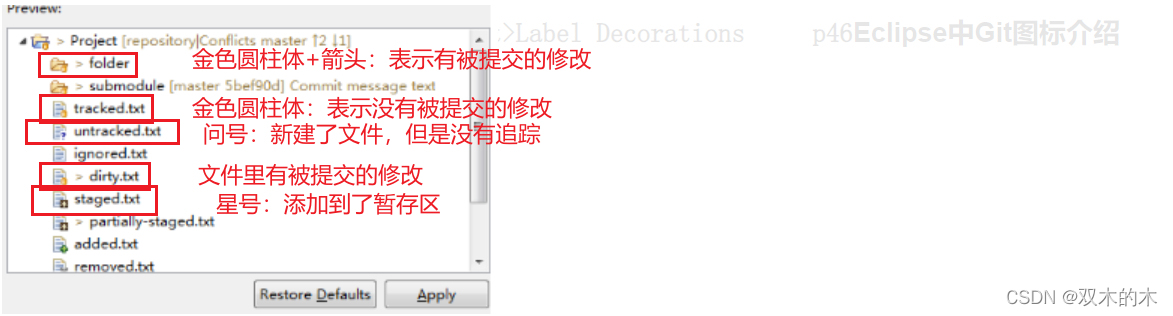 Preview:
>Label Decorations p46Eclipse中Git图标介绍
> Project [repository|Conflicts master ↑2 ↓1]
> folder 金色圆柱体+箭头：表示有被提交的修改
> submodule [master 5bef90d] Commit message text
tracked.txt 金色圆柱体：表示没有被提交的修改
untracked.txt 问号：新建了文件，但是没有追踪
ignored.txt
> dirty.txt 文件里有被提交的修改
staged.txt 星号：添加到了暂存区
> partially-staged.txt
added.txt
removed.txt
Restore Defaults Apply
CSDN @双木的木